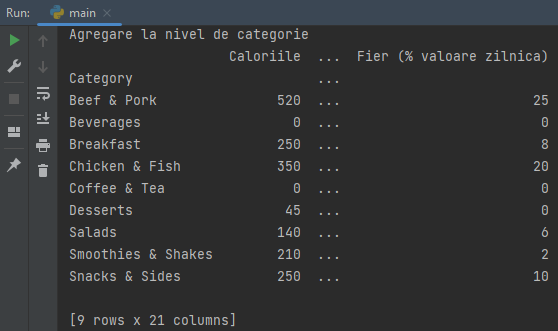 Run: main
Agregare la nivel de categorie
Caloriile ... Fier (% valoare zilnica)
Category ...
Beef & Pork 520 ... 25
Beverages 0 ... 0
Breakfast 250 ... 8
Chicken & Fish 350 ... 20
Coffee & Tea 0 ... 0
Desserts 45 ... 0
Salads 140 ... 6
Smoothies & Shakes 210 ... 2
Snacks & Sides 250 ... 10
[9 rows x 21 columns]